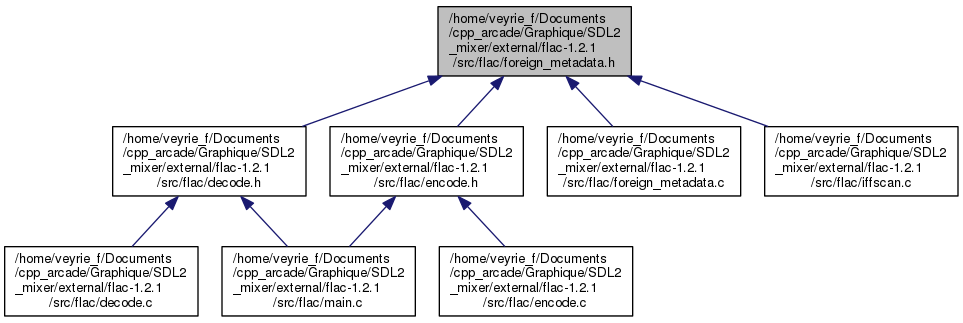 /home/veyrie_f/Documents
/cpp_arcade/Graphique/SDL2
_mixer/external/flac-1.2.1
/src/flac/foreign_metadata.h
/home/veyrie_f/Documents
/cpp_arcade/Graphique/SDL2
_mixer/external/flac-1.2.1
/src/flac/decode.h
/home/veyrie_f/Documents
/cpp_arcade/Graphique/SDL2
_mixer/external/flac-1.2.1
/src/flac/encode.h
/home/veyrie_f/Documents
/cpp_arcade/Graphique/SDL2
_mixer/external/flac-1.2.1
/src/flac/foreign_metadata.c
/home/veyrie_f/Documents
/cpp_arcade/Graphique/SDL2
_mixer/external/flac-1.2.1
/src/flac/iffscan.c
/home/veyrie_f/Documents
/cpp_arcade/Graphique/SDL2
_mixer/external/flac-1.2.1
/src/flac/decode.c
/home/veyrie_f/Documents
/cpp_arcade/Graphique/SDL2
_mixer/external/flac-1.2.1
/src/flac/main.c
/home/veyrie_f/Documents
/cpp_arcade/Graphique/SDL2
_mixer/external/flac-1.2.1
/src/flac/encode.c